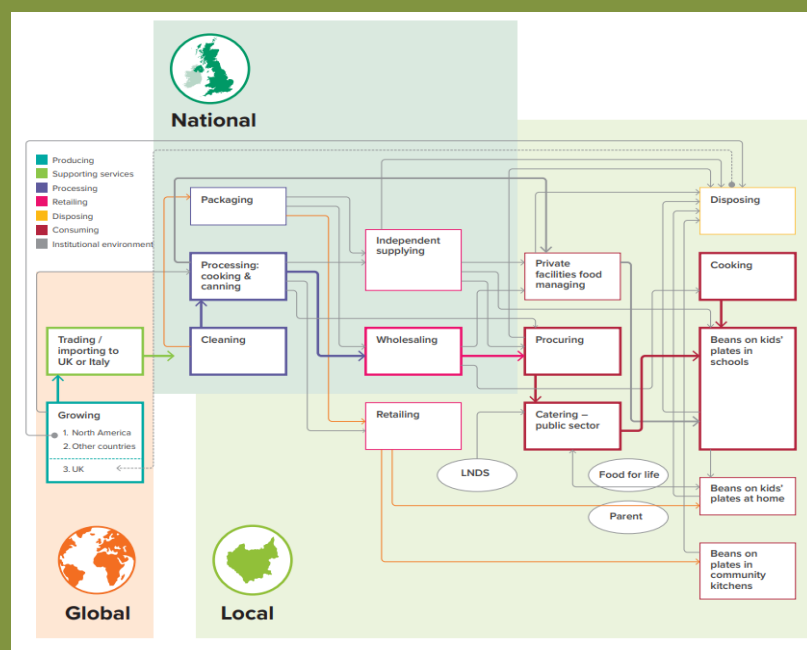 National
Producing
Supporting services
Processing
Retailing
Disposing
Consuming
Institutional environment
Packaging
Independent
supplying
Disposing
Processing:
cooking &
canning
Private
facilities food
managing
Cooking
Trading /
importing to
UK or Italy
Cleaning
Wholesaling
Procuring
Beans on kids'
plates in
schools
Growing
1. North America
2. Other countries
3. UK
Retailing
Catering –
public sector
LNDS
Food for life
Beans on kids'
plates at home
Parent
Beans on
plates in
community
kitchens
Global
Local